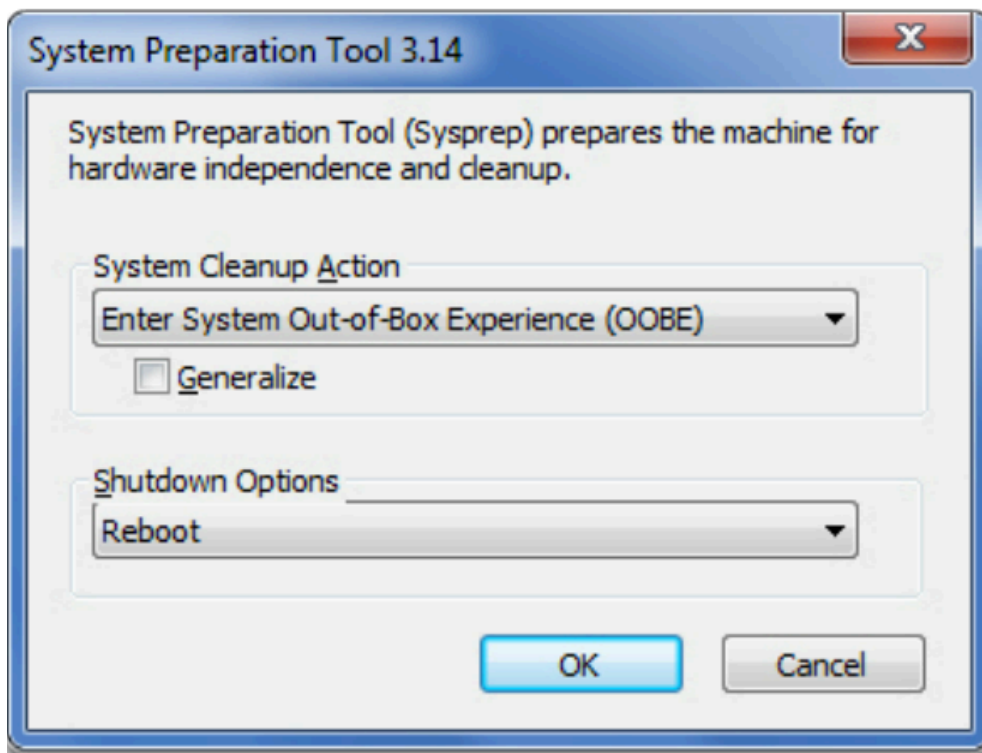 System Preparation Tool 3.14
System Preparation Tool (Sysprep) prepares the machine for
hardware independence and cleanup.
System Cleanup Action
Enter System Out-of-Box Experience (OOBE)
Generalize
Shutdown Options
Reboot
OK
Cancel